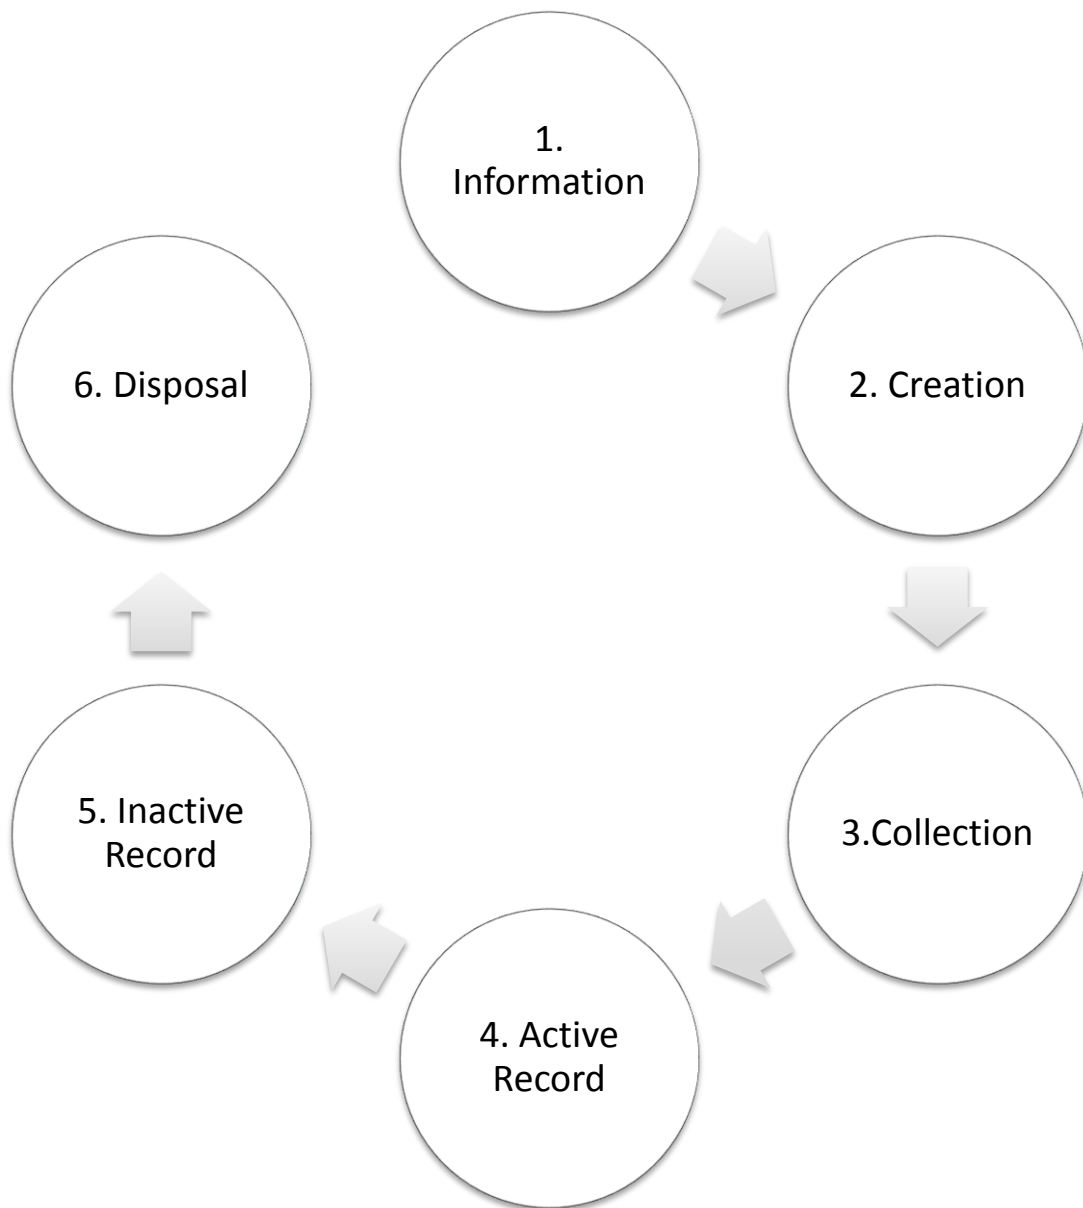 1.
Information
2. Creation
3.Collection
4. Active
Record
5. Inactive
Record
6. Disposal